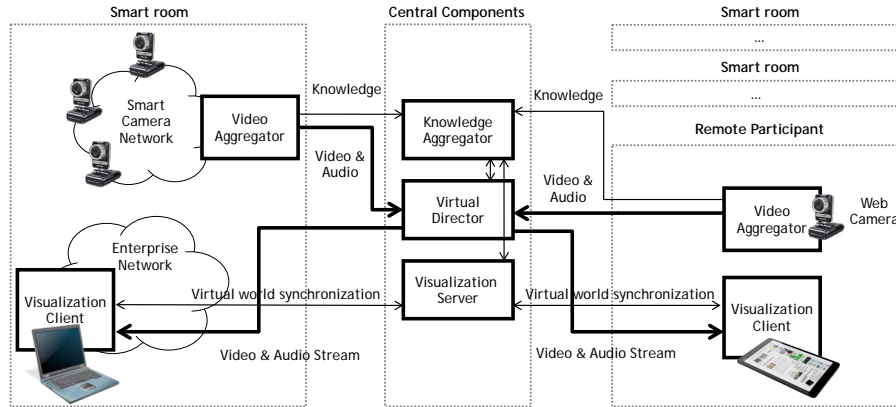 Smart room
Central Components
Smart room
...
Smart room
...
Remote Participant
Smart
Camera
Network
Video
Aggregator
Knowledge
Knowledge
Aggregator
Knowledge
Video &
Audio
Virtual
Director
Video &
Audio
Video
Aggregator
Web
Camera
Enterprise
Network
Visualization
Client
Virtual world synchronization
Visualization
Server
Virtual world synchronization
Visualization
Client
Video & Audio Stream
Video & Audio Stream